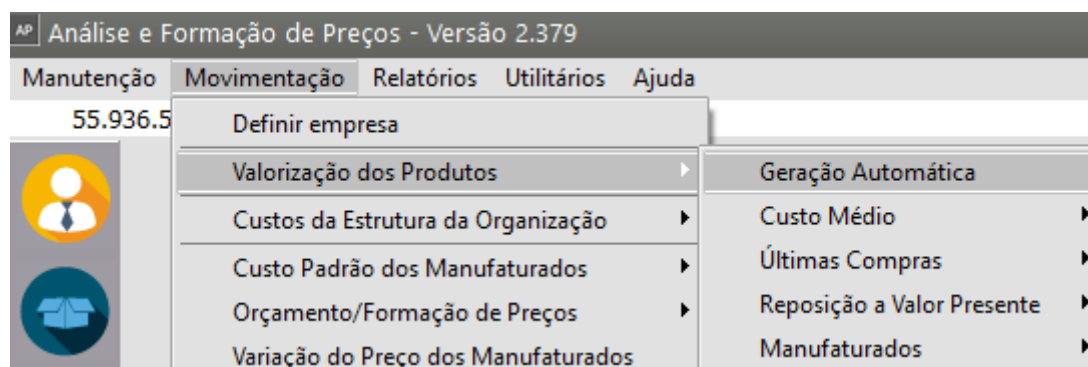 AP Análise e Formação de Preços - Versão 2.379
Manutenção Movimentação Relatórios Utilitários Ajuda
55.936.5
Definir empresa
Valorização dos Produtos
Custos da Estrutura da Organização
Custo Padrão dos Manufaturados
Orçamento/Formação de Preços
Variação do Preço dos Manufaturados
Geração Automática
Custo Médio
Últimas Compras
Reposição a Valor Presente
Manufaturados